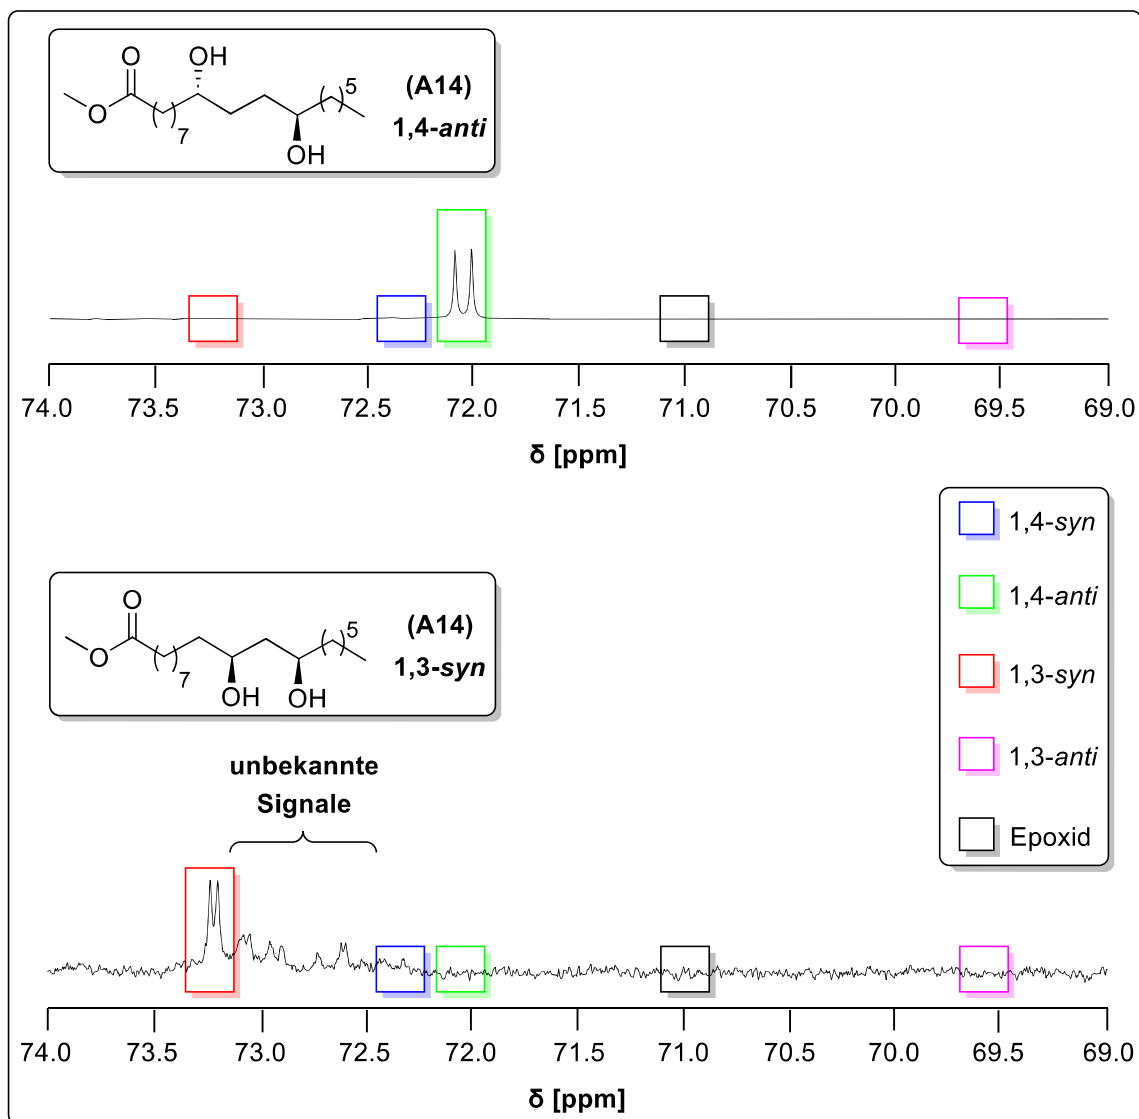 O
OH
5
(A14)
O
7
1,4-anti
OH
74.0 73.5 73.0 72.5 72.0 71.5 71.0 70.5 70.0 69.5 69.0
δ [ppm]
1,4-syn
1,4-anti
1,3-syn
1,3-anti
Epoxid
O
5
(A14)
O
7
1,3-syn
OH OH
unbekannte
Signale
74.0 73.5 73.0 72.5 72.0 71.5 71.0 70.5 70.0 69.5 69.0
δ [ppm]